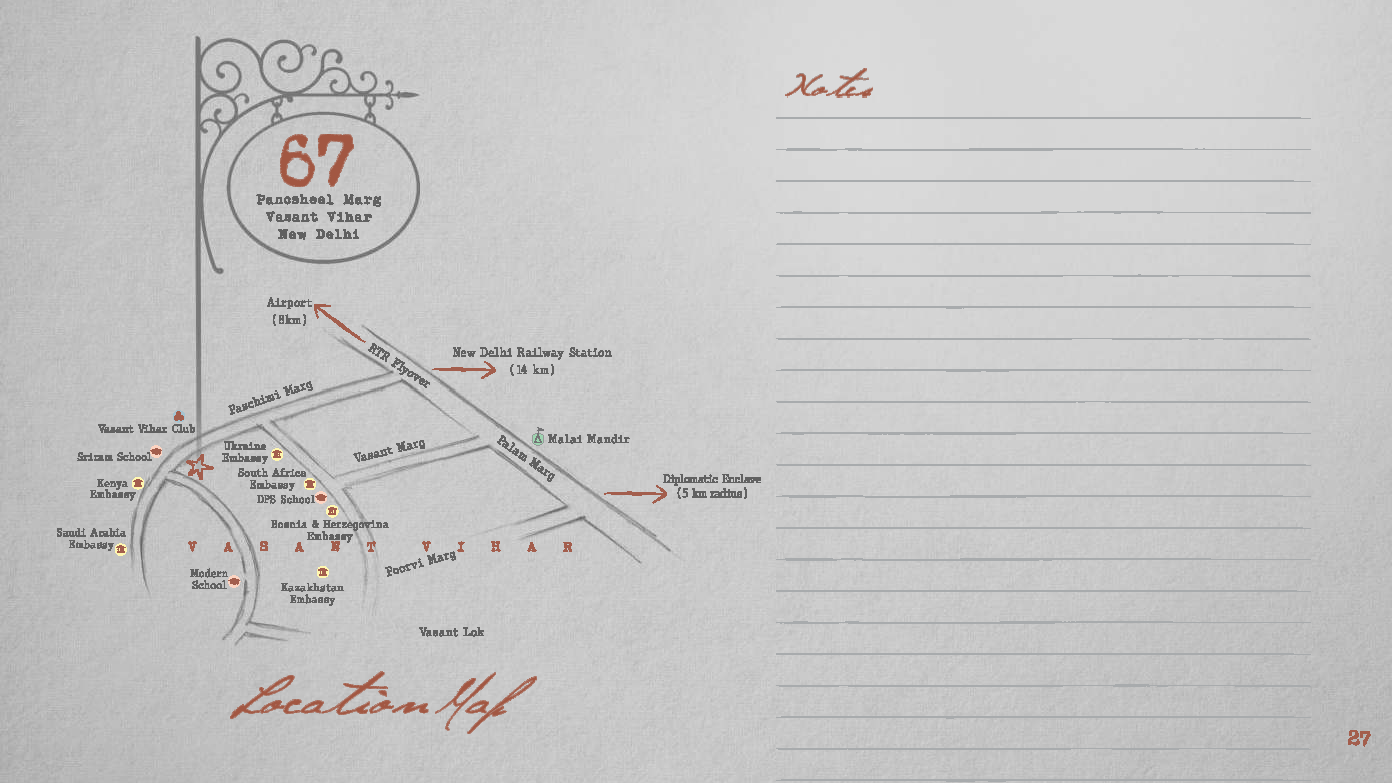 67
Pancsheel Marg
Vasant Vihar
New Delhi
Airport
(8km)
RTR Flyover
New Delhi Railway Station
(14 km)
Paschimi Marg
Vasant Vihar Club
Sriram School
Ukraine
Embassy
Vasant Marg
Palam Marg
Malai Mandir
South Africa
Embassy
DPS School
Kenya
Embassy
Diplomatic Enclave
(5 km radius)
Bosnia & Herzegovina
Embassy
Saudi Arabia
Embassy
VASANT VIHAR
Poorvi Marg
Modern
School
Kazakhstan
Embassy
Vasant Lok
Location Map
Notes
27